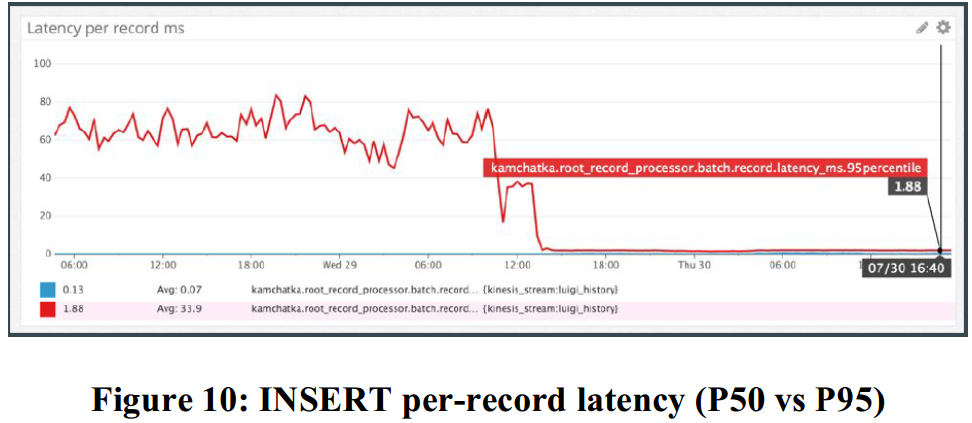 Latency per record ms
100
80
60
40
20
0
kamchatka.root_record_processor.batch.record.latency_ms.95percentile
1.88
06:00 12:00 18:00 Wed 29 06:00 12:00 18:00 Thu 30 06:00
07/30 16:40
0.13 Avg: 0.07 kamchatka.root_record_processor.batch.record... {kinesis_stream:luigi_history}
1.88 Avg: 33.9 kamchatka.root_record_processor.batch.record... {kinesis_stream:luigi_history}
Figure 10: INSERT per-record latency (P50 vs P95)